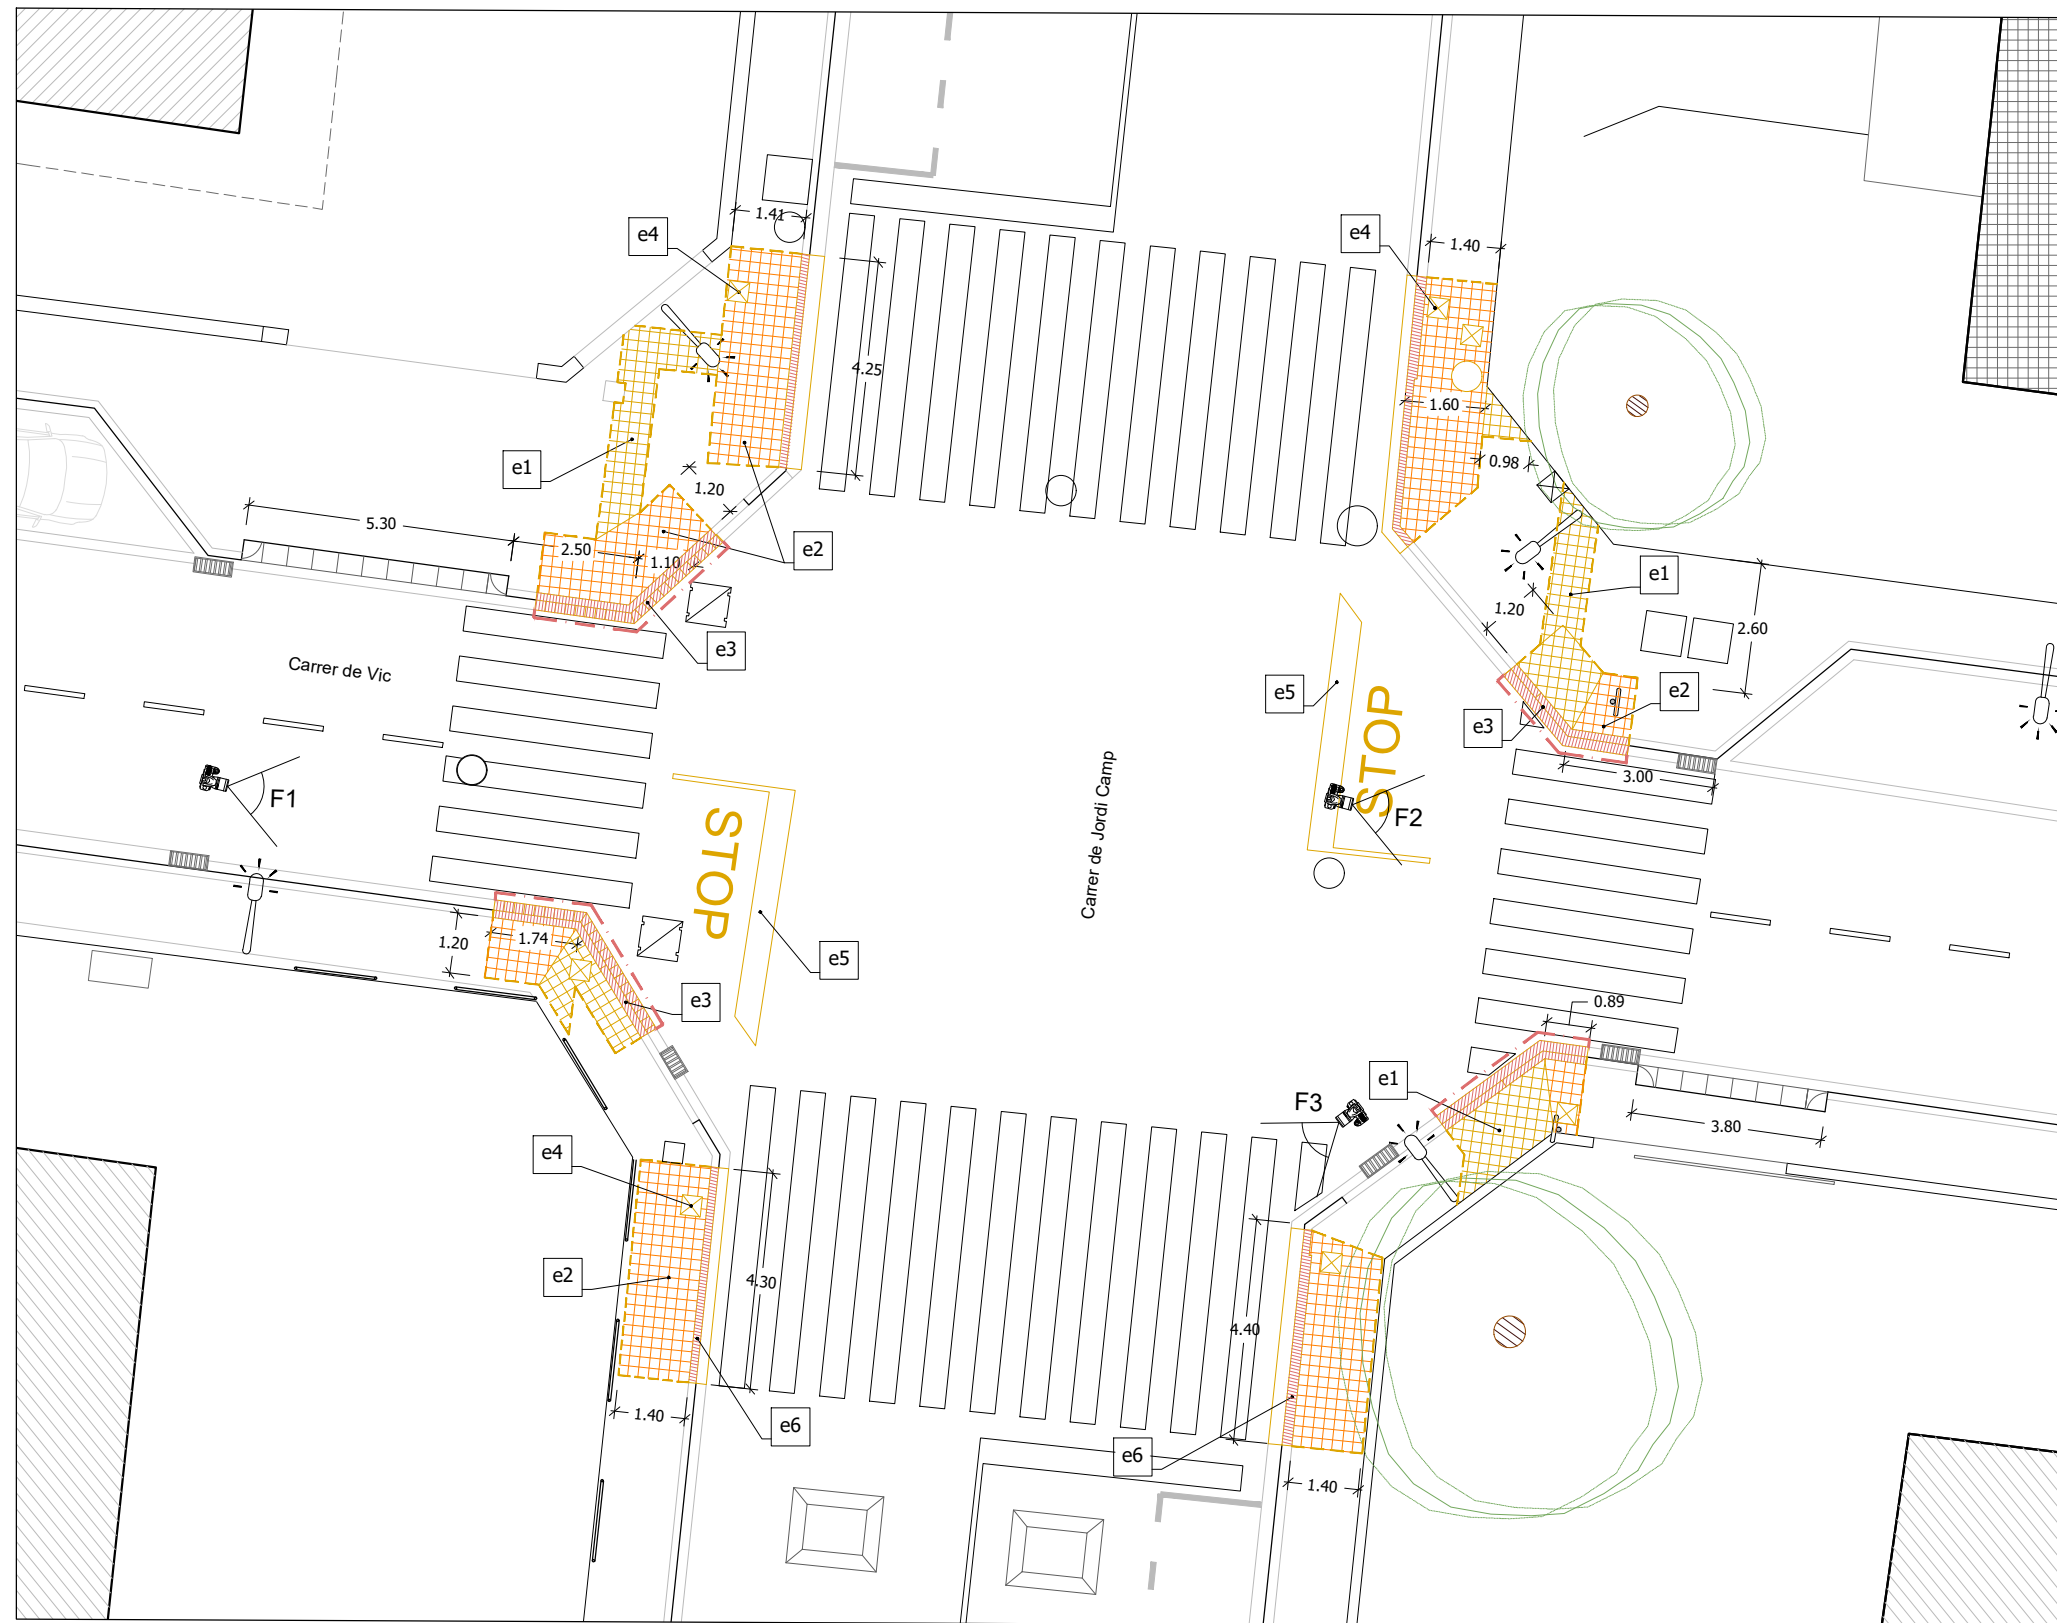 1.41
e4
e4
1.40
4.25
1.60
e1
0.98
1.20
5.30
e2
2.50
1.10
e1
1.20
2.60
e3
Carrer de Vic
e5
e2
e3
STOP
3.00
F1
F2
Carrer de Jordi Camp
STOP
1.20
1.74
e5
e3
0.89
e1
F3
3.80
e4
e2
4.30
4.40
1.40
e6
e6
1.40